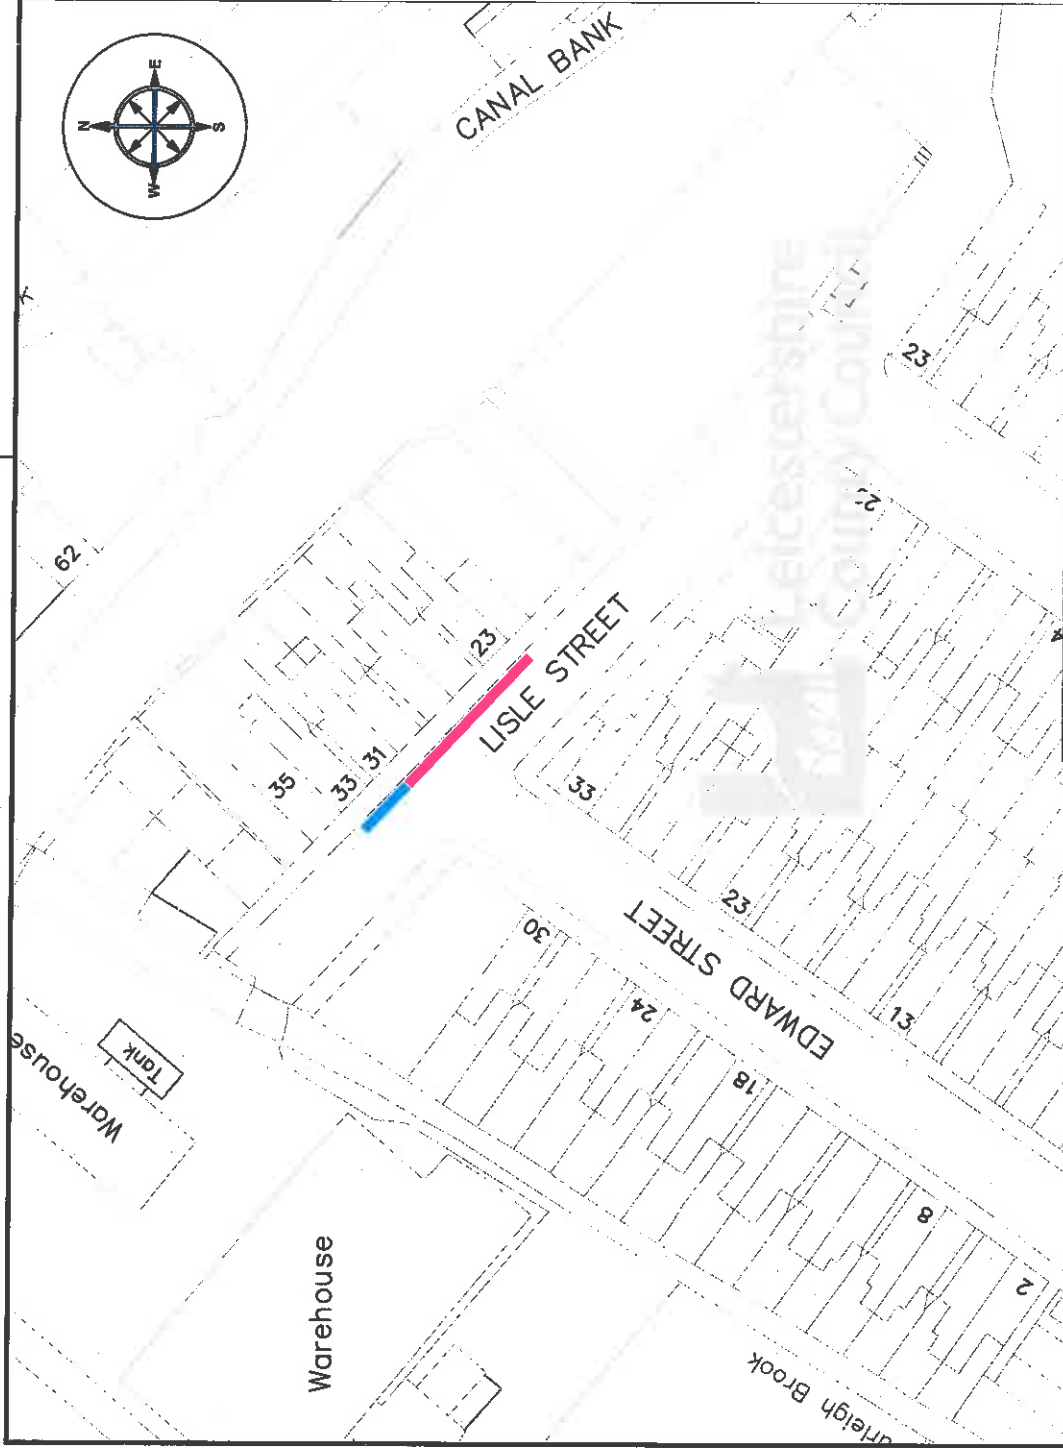 N
E
S
W
CANAL BANK
62
23
LISLE STREET
31
33
35
Leicestershire
County Council
23
33
23
13
EDWARD STREET
30
24
18
8
2
Warehouse
Tank
Warehouse
Brook